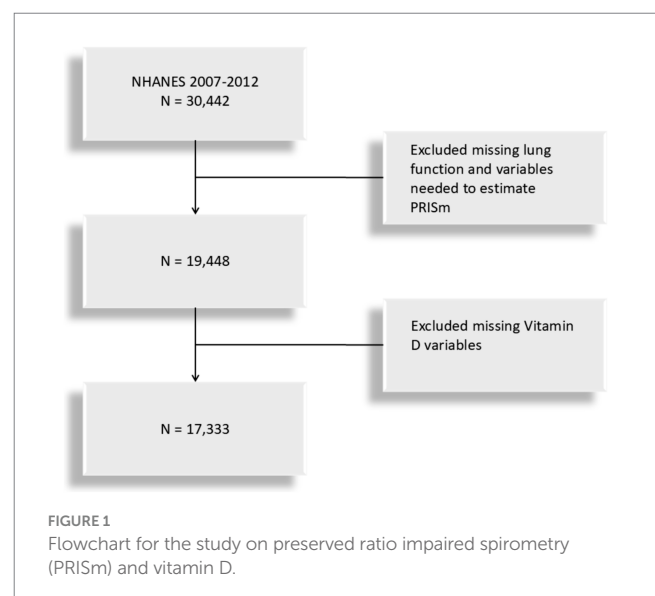 NHANES 2007-2012
N = 30,442
Excluded missing lung
function and variables
needed to estimate
PRISm
N = 19,448
Excluded missing Vitamin
D variables
N = 17,333
FIGURE 1
Flowchart for the study on preserved ratio impaired spirometry
(PRISm) and vitamin D.